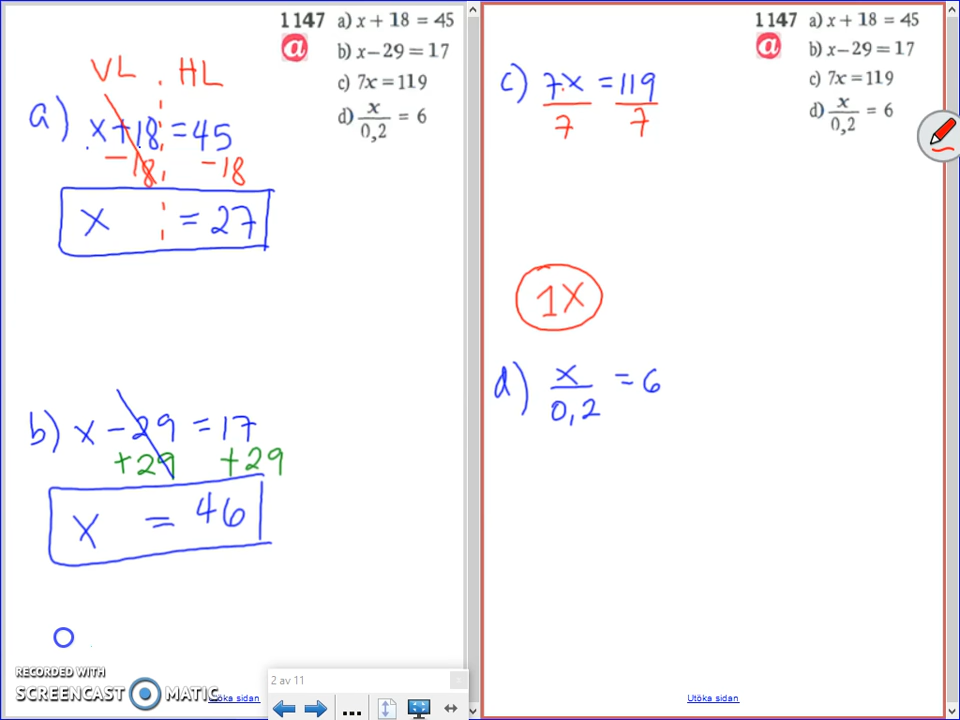 1147 a) x + 18 = 45
b) x − 29 = 17
c) 7x = 119
d) x/0,2 = 6
VL HL
a) x + 18 = 45
−18 −18
x = 27
b) x − 29 = 17
+29 +29
x = 46
0
RECORDED WITH
SCREENCAST MATIC
Utöka sidan
2 av 11
1147 a) x + 18 = 45
b) x − 29 = 17
c) 7x = 119
d) x/0,2 = 6
c) 7·x/7 = 119/7
1x
d) x/0,2 = 6
Utöka sidan